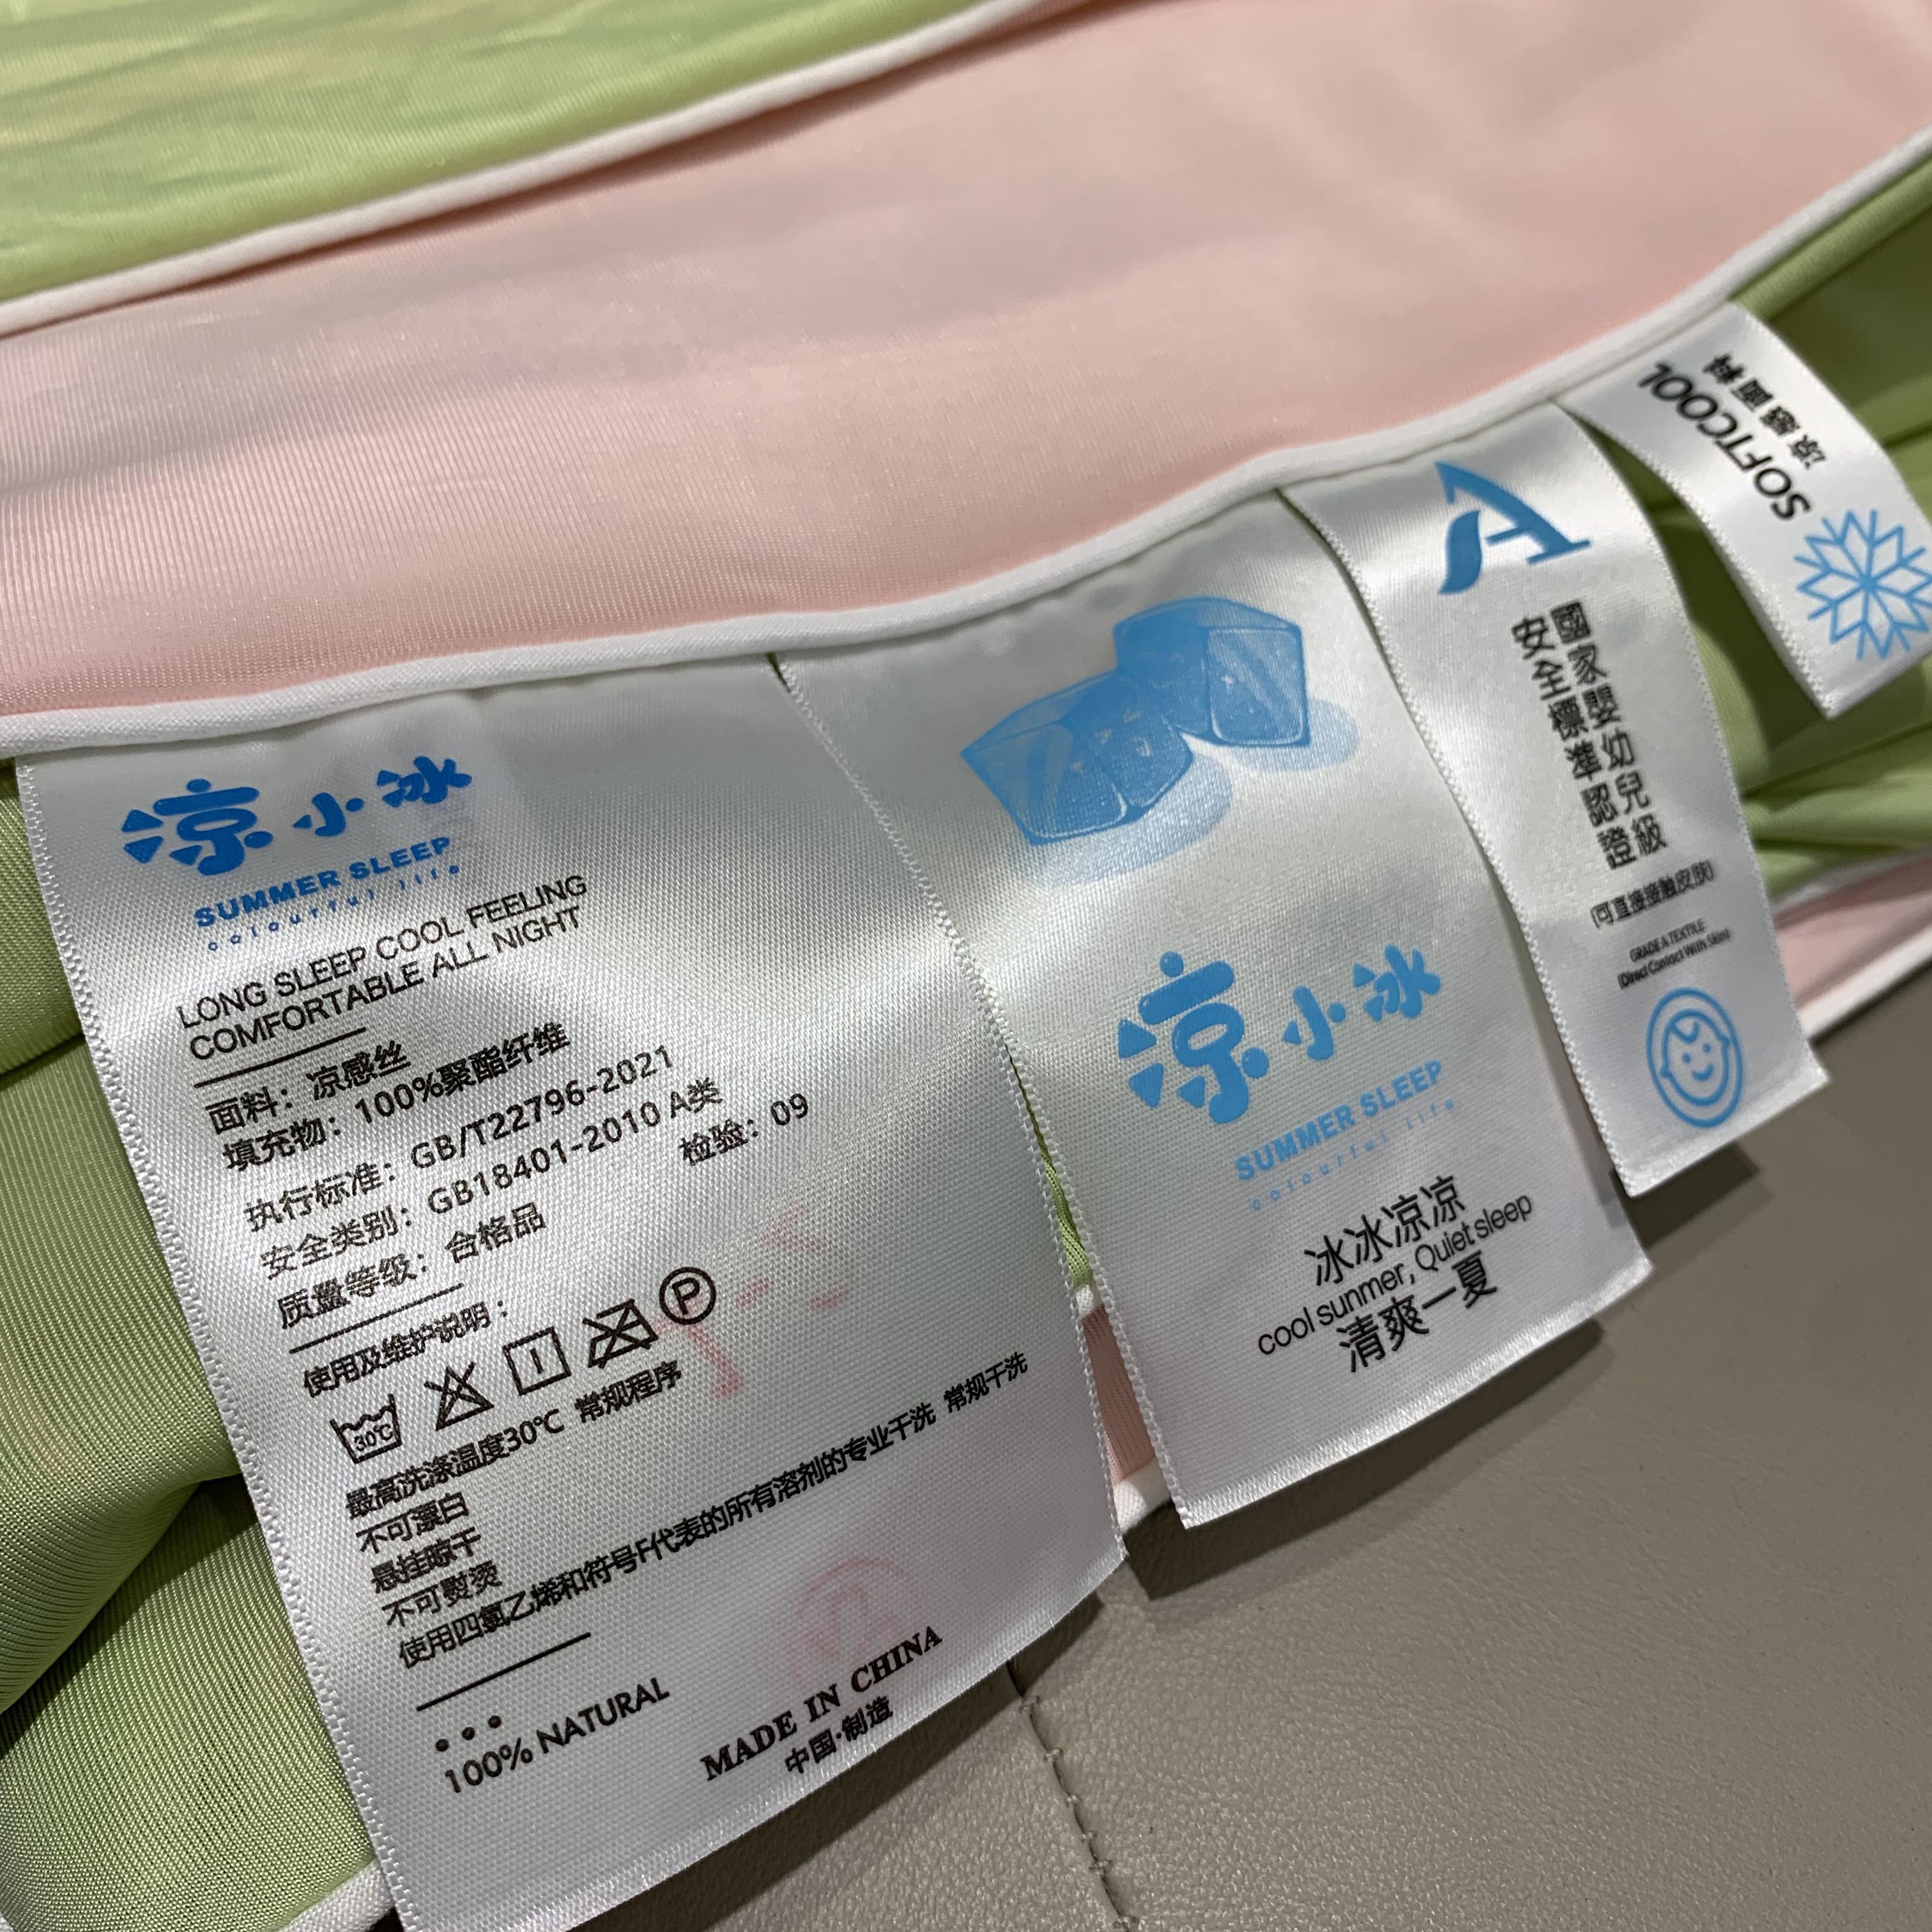 凉小冰
SUMMER SLEEP
colourful life
LONG SLEEP COOL FEELING
COMFORTABLE ALL NIGHT
面料：凉感丝
填充物：100%聚酯纤维
执行标准：GB/T22796-2021
安全类别：GB18401-2010 A类
质量等级：合格品 检验：09
使用及维护说明：
30℃
P
最高洗涤温度30℃ 常规程序
不可漂白
悬挂晾干
不可熨烫
使用四氯乙烯和符号F代表的所有溶剂的专业干洗 常规干洗
100% NATURAL
MADE IN CHINA
中国·制造
凉小冰
SUMMER SLEEP
colourful life
冰冰凉凉
cool sunmer, Quiet sleep
清爽一夏
A
國家嬰幼兒級
安全標準認證
(可直接接触皮肤)
GRADE A TEXTILE
(Direct Contact With Skin)
SOFTCOOL
凉感面料